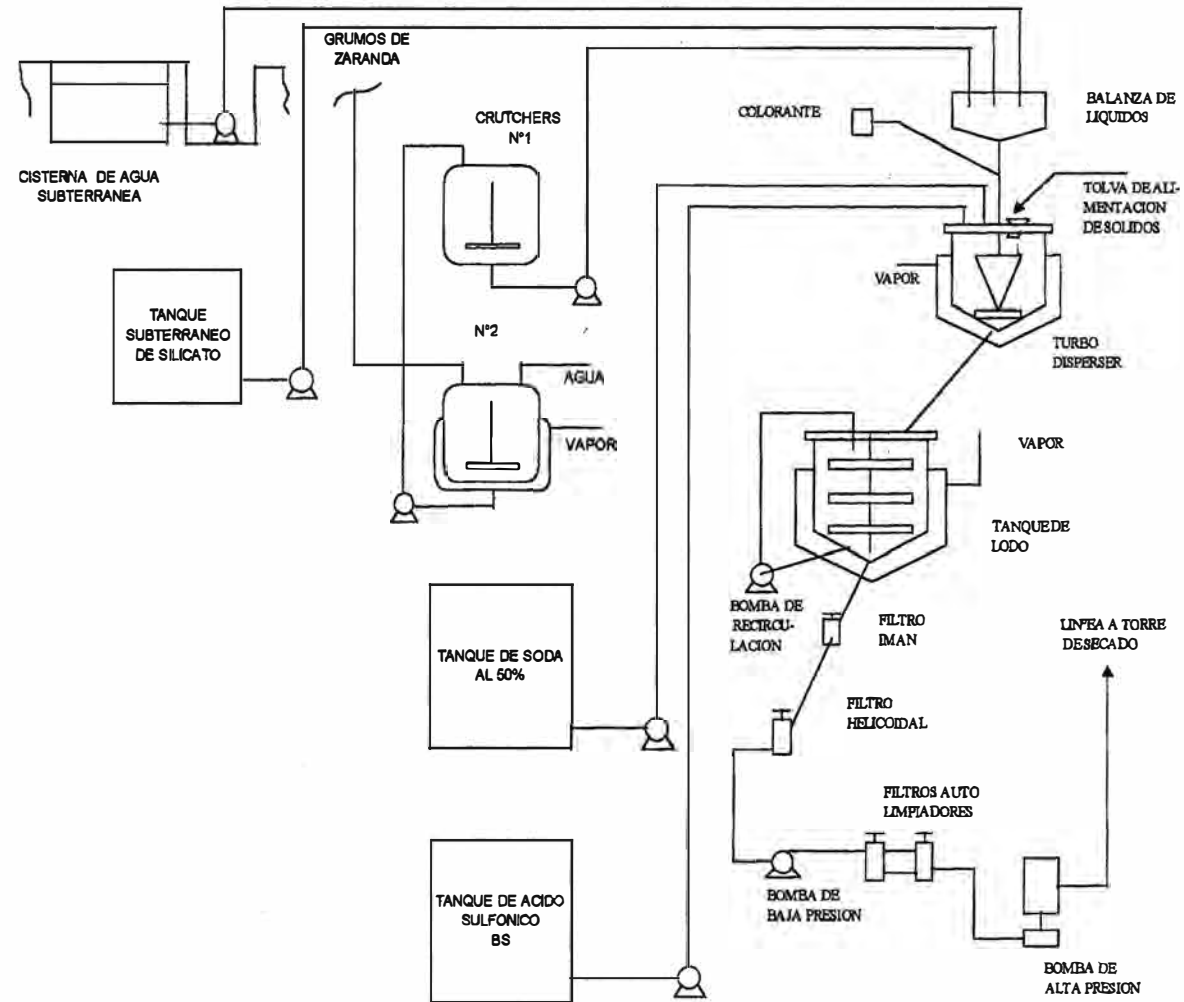 GRUMOS DE
ZARANDA
CISTERNA DE AGUA
SUBTERRANEA
CRUTCHERS
N°1
COLORANTE
BALANZA DE
LIQUIDOS
TOLVA DE ALI-
MENTACION
DE SOLIDOS
VAPOR
TURBO
DISPERSER
TANQUE
SUBTERRANEO
DE SILICATO
N°2
AGUA
VAPOR
VAPOR
TANQUE DE
LODO
BOMBA DE
RECIRCU-
LACION
FILTRO
IMAN
LINEA A TORRE
DESECADO
TANQUE DE SODA
AL 50%
FILTRO
HELICOIDAL
FILTROS AUTO
LIMPIADORES
TANQUE DE ACIDO
SULFONICO
BS
BOMBA DE
BAJA PRESION
BOMBA DE
ALTA PRESION